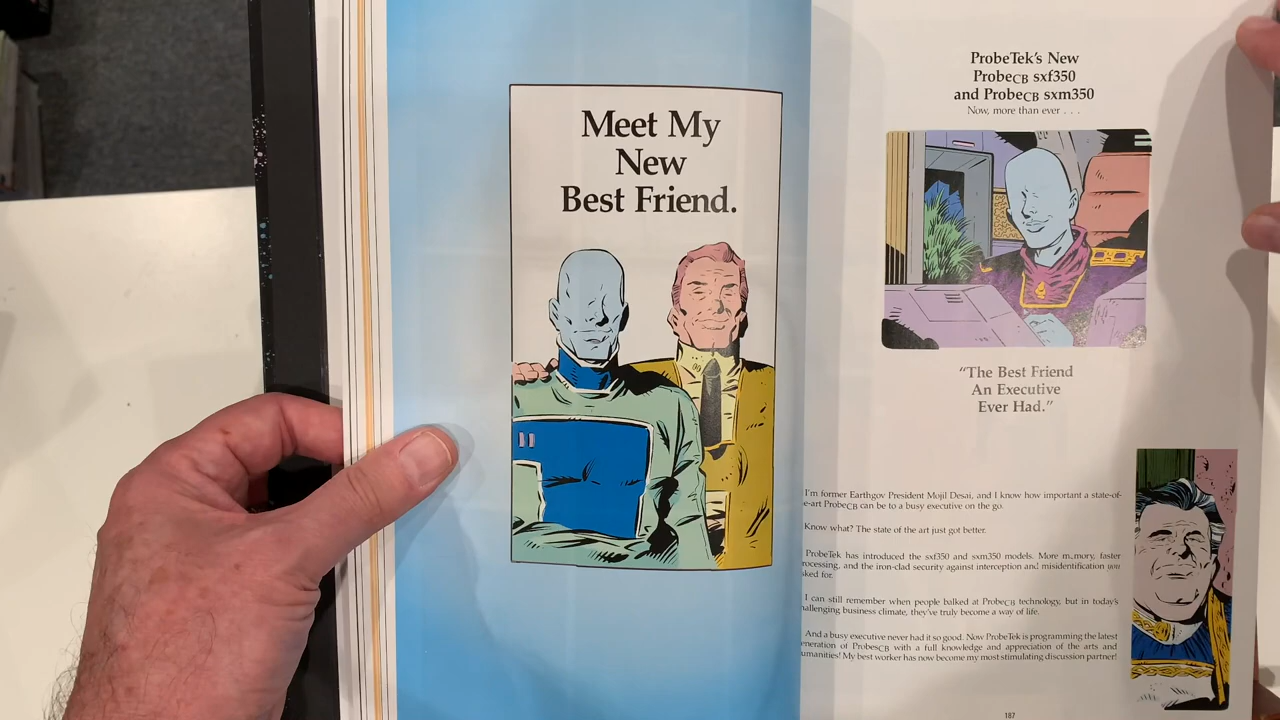 Meet My
New
Best Friend.
ProbeTek's New
ProbeCB sxf350
and ProbeCB sxm350
Now, more than ever . . .
"The Best Friend
An Executive
Ever Had."
I'm former Earthgov President Mojil Desai, and I know how important a state-of-
e-art ProbeCB can be to a busy executive on the go.
Know what? The state of the art just got better.
ProbeTek has introduced the sxf350 and sxm350 models. More memory, faster
rocessing, and the iron-clad security against interception and misidentification you
sked for.
I can still remember when people balked at ProbeCB technology, but in today's
hallenging business climate, they've truly become a way of life.
And a busy executive never had it so good. Now ProbeTek is programming the latest
eneration of ProbesCB with a full knowledge and appreciation of the arts and
umanities! My best worker has now become my most stimulating discussion partner!
187